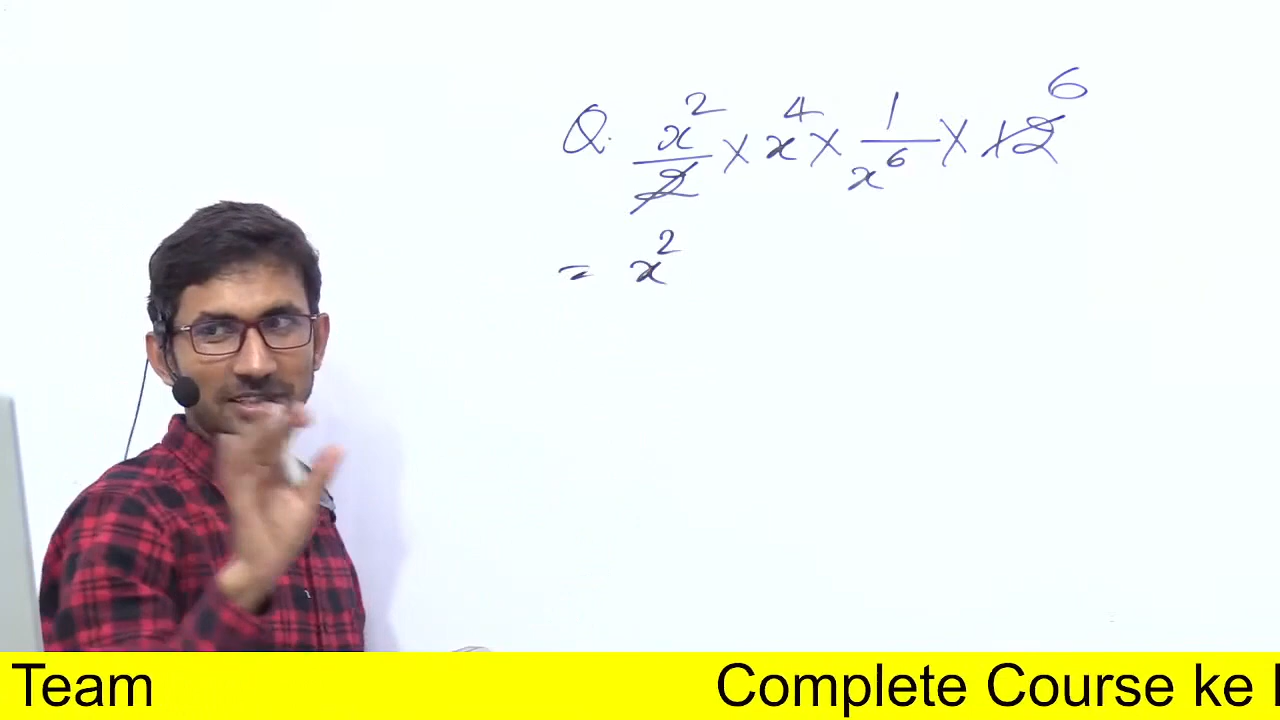 Q. x²/2 × x⁴ × 1/x⁶ × 12 6
= x²
Team Complete Course ke